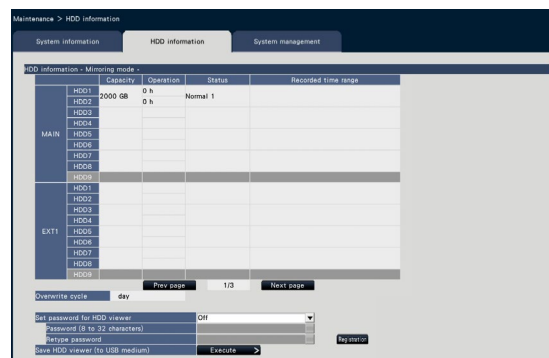 Maintenance > HDD information
System information HDD information System management
HDD information - Mirroring mode -
Capacity Operation Status Recorded time range
MAIN
HDD1 2000 GB 0 h Normal 1
HDD2 0 h
HDD3
HDD4
HDD5
HDD6
HDD7
HDD8
HDD9
EXT1
HDD1
HDD2
HDD3
HDD4
HDD5
HDD6
HDD7
HDD8
HDD9
Prev page 1/3 Next page
Overwrite cycle day
Set password for HDD viewer Off
Password (8 to 32 characters)
Retype password Registration
Save HDD viewer (to USB medium) Execute >